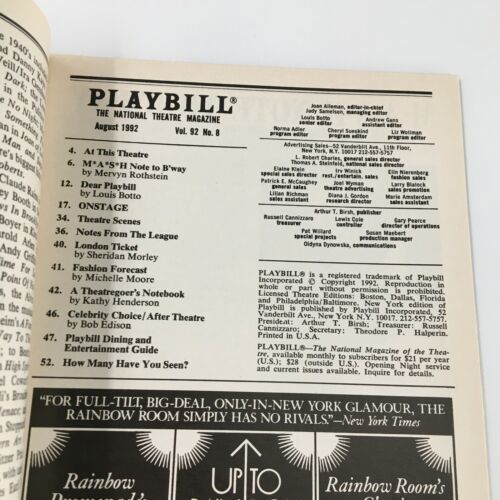 PLAYBILL®
THE NATIONAL THEATRE MAGAZINE
August 1992 Vol. 92 No. 8
4. At This Theatre
6. M*A*S*H Note to B'way
by Mervyn Rothstein
12. Dear Playbill
by Louis Botto
17. ONSTAGE
34. Theatre Scenes
36. Notes From The League
40. London Ticket
by Sheridan Morley
41. Fashion Forecast
by Michelle Moore
42. A Theatregoer's Notebook
by Kathy Henderson
46. Celebrity Choice/After Theatre
by Bob Edison
47. Playbill Dining and
Entertainment Guide
52. How Many Have You Seen?
Joan Alleman, editor-in-chief
Judy Samelson, managing editor
Louis Botto Andrew Gans
senior editor assistant editor
Norma Adler Cheryl Suskind Liz Wollman
program editor program editor program editor
Advertising Sales—52 Vanderbilt Ave., 11th Floor,
New York, N.Y. 10017 212-557-5757
L. Robert Charles, general sales director
Thomas A. Steinfeld, national sales director
Elaine Klein Irv Winick Elin Nierenberg
special sales director rest./entertain. sales fashion sales
Patrick E. McCaughey Joel Wyman Larry Blalock
general sales theatre advertising sales promotion
Lilian Richman Diana J. Gordon Marie Amsterdam
sales assistant research director sales assistant
Arthur T. Birsh, publisher
Russell Cannizzaro Lewis Cole Gary Pearce
treasurer controller director of operations
Pat Willard Susan Maebert
special projects production manager
Oldyna Dynowska, communications
PLAYBILL® is a registered trademark of Playbill
Incorporated © Copyright 1992. Reproduction in
whole or part without permission is prohibited.
Licensed Theatre Editions: Boston, Dallas, Florida
and Philadelphia/Baltimore. New York edition of
Playbill is published by Playbill Incorporated, 52
Vanderbilt Ave., New York N.Y. 10017. 212-557-5757.
President: Arthur T. Birsh; Treasurer: Russell
Cannizzaro; Secretary: Theodore P. Halperin.
Printed in U.S.A.
PLAYBILL®—The National Magazine of the Thea-
tre, available monthly to subscribers for $21 per year
(U.S.); $28 (outside U.S.). Opening Night service
and current issues available. Inquire for details.
"FOR FULL-TILT, BIG-DEAL, ONLY-IN-NEW YORK GLAMOUR, THE
RAINBOW ROOM SIMPLY HAS NO RIVALS."—New York Times
Rainbow UP TO Rainbow Room's